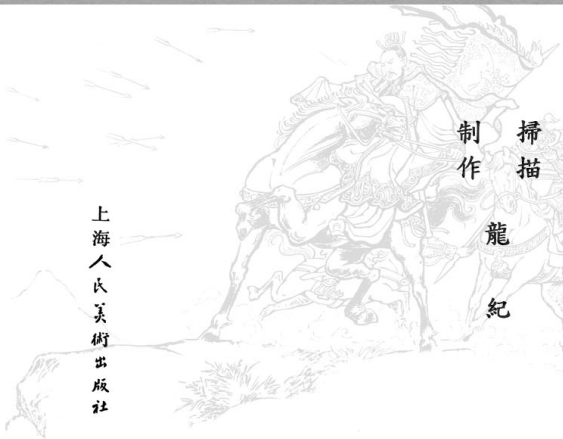 掃描
制作
龍紀
上海人民美術出版社